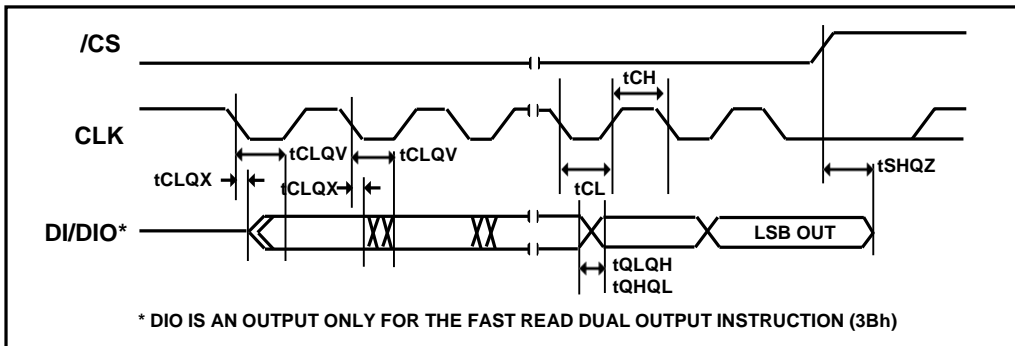 /CS
tCH
CLK
tCLQV
tCLQV
tSHQZ
tCLQX
tCLQX
tCL
DI/DIO*
LSB OUT
tQLQH
tQHQL
* DIO IS AN OUTPUT ONLY FOR THE FAST READ DUAL OUTPUT INSTRUCTION (3Bh)